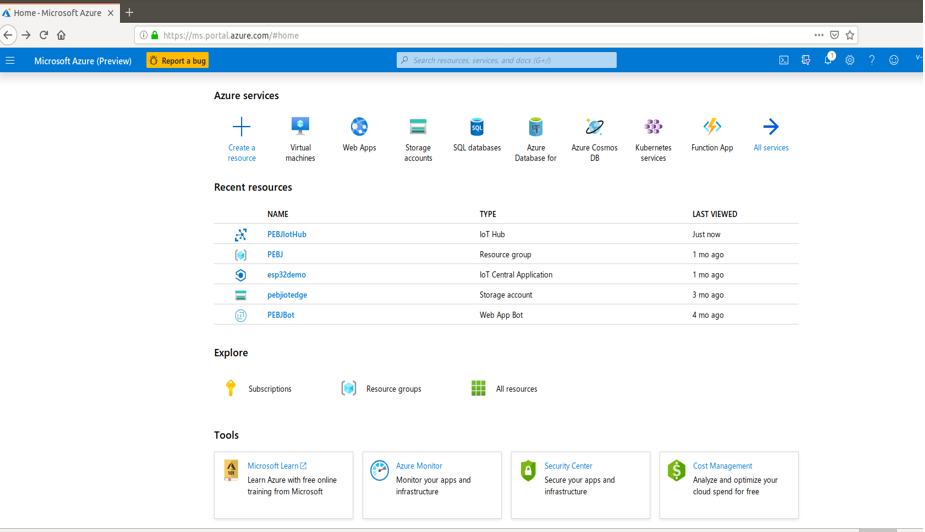 Home - Microsoft Azure
https://ms.portal.azure.com/#home
Microsoft Azure (Preview)
Report a bug
Search resources, services, and docs (G+/)
1
v-
Azure services
Create a
resource
Virtual
machines
Web Apps
Storage
accounts
SQL
SQL databases
Azure
Database for
Azure Cosmos
DB
Kubernetes
services
Function App
All services
Recent resources
NAME TYPE LAST VIEWED
PEBJIotHub IoT Hub Just now
PEBJ Resource group 1 mo ago
esp32demo IoT Central Application 1 mo ago
pebjiotedge Storage account 3 mo ago
PEBJBot Web App Bot 4 mo ago
Explore
Subscriptions
Resource groups
All resources
Tools
Microsoft Learn
Learn Azure with free online
training from Microsoft
Azure Monitor
Monitor your apps and
infrastructure
Security Center
Secure your apps and
infrastructure
Cost Management
Analyze and optimize your
cloud spend for free